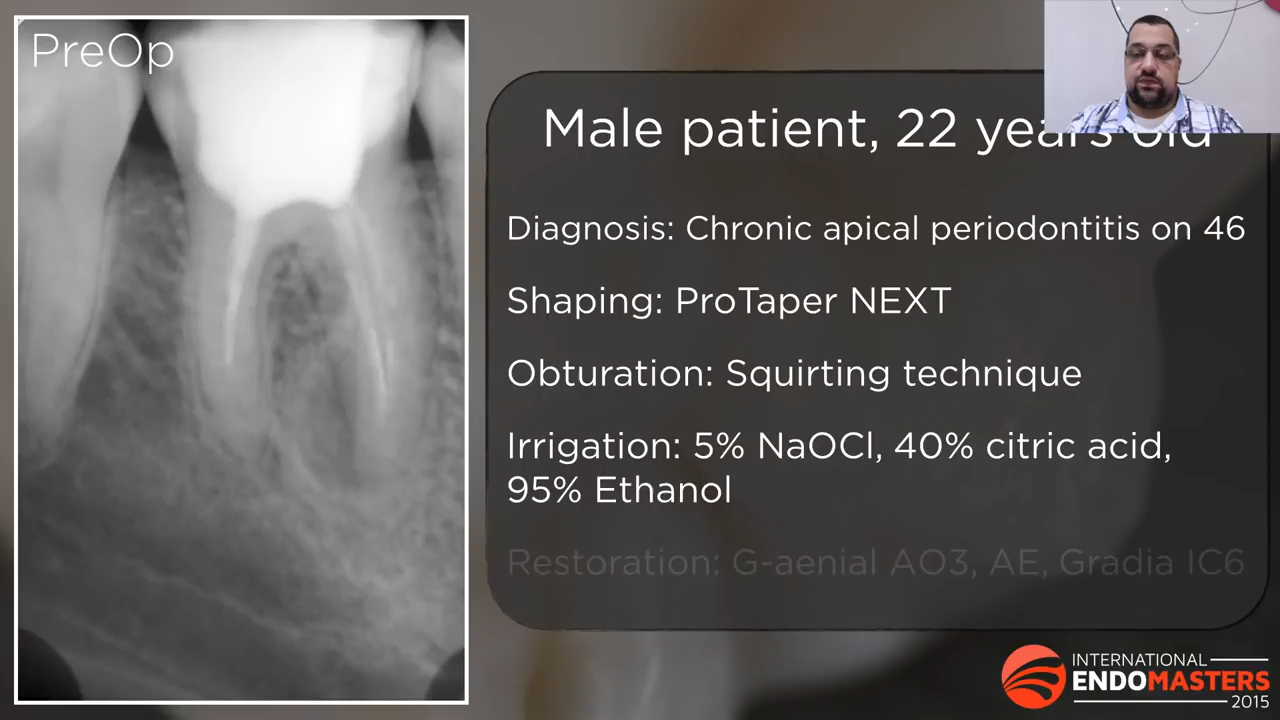 PreOp
Male patient, 22 years old
Diagnosis: Chronic apical periodontitis on 46
Shaping: ProTaper NEXT
Obturation: Squirting technique
Irrigation: 5% NaOCl, 40% citric acid,
95% Ethanol
Restoration: G-aenial AO3, AE, Gradia IC6
INTERNATIONAL
ENDOMASTERS
2015